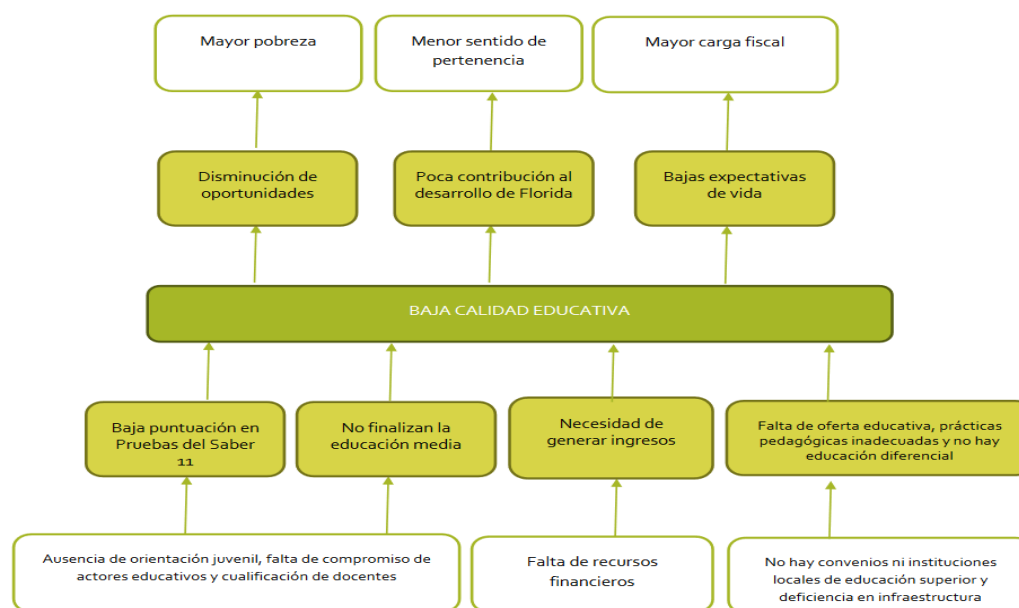 Mayor pobreza
Menor sentido de
pertenencia
Mayor carga fiscal
Disminución de
oportunidades
Poca contribución al
desarrollo de Florida
Bajas expectativas
de vida
BAJA CALIDAD EDUCATIVA
Baja puntuación en
Pruebas del Saber
11
No finalizan la
educación media
Necesidad de
generar ingresos
Falta de oferta educativa, prácticas
pedagógicas inadecuadas y no hay
educación diferencial
Ausencia de orientación juvenil, falta de compromiso de
actores educativos y cualificación de docentes
Falta de recursos
financieros
No hay convenios ni instituciones
locales de educación superior y
deficiencia en infraestructura